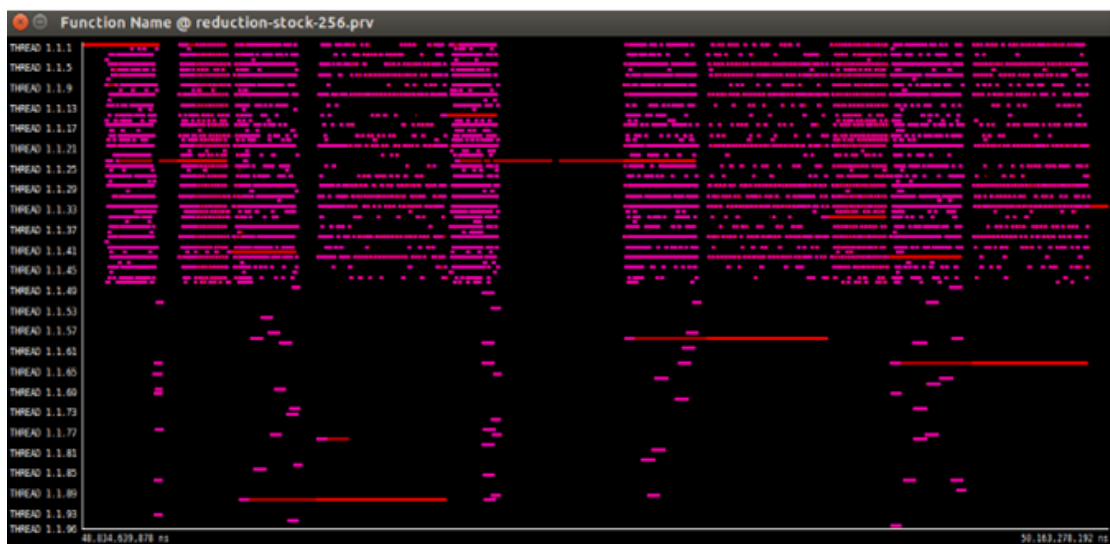 Function Name @ reduction-stock-256.prv
THREAD 1.1.1
THREAD 1.1.5
THREAD 1.1.9
THREAD 1.1.13
THREAD 1.1.17
THREAD 1.1.21
THREAD 1.1.25
THREAD 1.1.29
THREAD 1.1.33
THREAD 1.1.37
THREAD 1.1.41
THREAD 1.1.45
THREAD 1.1.49
THREAD 1.1.53
THREAD 1.1.57
THREAD 1.1.61
THREAD 1.1.65
THREAD 1.1.69
THREAD 1.1.73
THREAD 1.1.77
THREAD 1.1.81
THREAD 1.1.85
THREAD 1.1.89
THREAD 1.1.93
THREAD 1.1.96
48,834,639,878 ns 50,163,278,192 ns